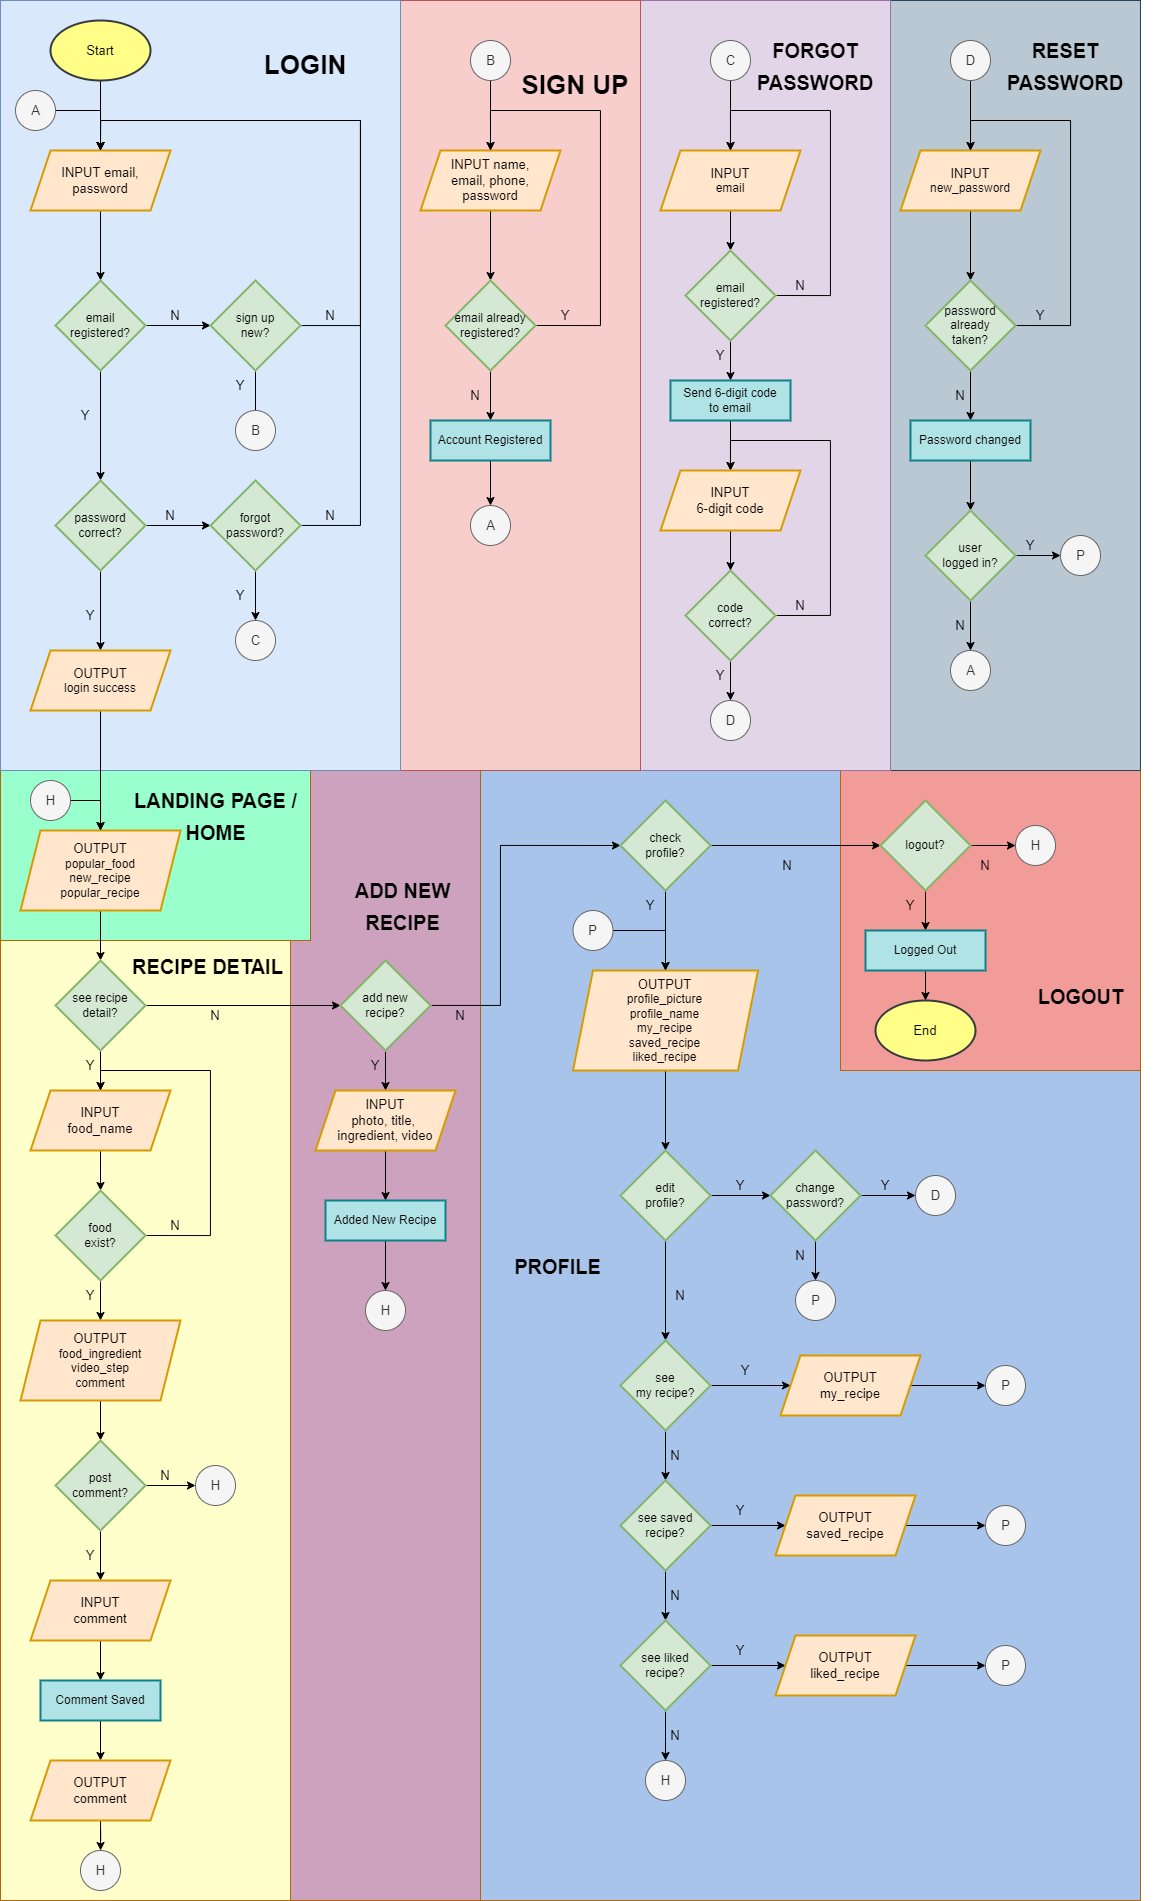 Start
LOGIN
A
INPUT email,
password
email
registered?
N
sign up
new?
N
Y
Y
B
password
correct?
N
forgot
password?
N
Y
Y
C
OUTPUT
login success
B
SIGN UP
INPUT name,
email, phone,
password
email already
registered?
Y
N
Account Registered
A
C
FORGOT
PASSWORD
INPUT
email
email
registered?
N
Y
Send 6-digit code
to email
INPUT
6-digit code
code
correct?
N
Y
D
D
RESET
PASSWORD
INPUT
new_password
password
already
taken?
Y
N
Password changed
user
logged in?
Y
P
N
A
H
LANDING PAGE /
HOME
OUTPUT
popular_food
new_recipe
popular_recipe
RECIPE DETAIL
see recipe
detail?
N
Y
INPUT
food_name
food
exist?
N
Y
OUTPUT
food_ingredient
video_step
comment
post
comment?
N
H
Y
INPUT
comment
Comment Saved
OUTPUT
comment
H
ADD NEW
RECIPE
add new
recipe?
N
Y
INPUT
photo, title,
ingredient, video
Added New Recipe
H
check
profile?
N
Y
P
OUTPUT
profile_picture
profile_name
my_recipe
saved_recipe
liked_recipe
edit
profile?
Y
change
password?
Y
D
N
P
PROFILE
N
see
my recipe?
Y
OUTPUT
my_recipe
P
N
see saved
recipe?
Y
OUTPUT
saved_recipe
P
N
see liked
recipe?
Y
OUTPUT
liked_recipe
P
N
H
logout?
N
H
Y
Logged Out
LOGOUT
End